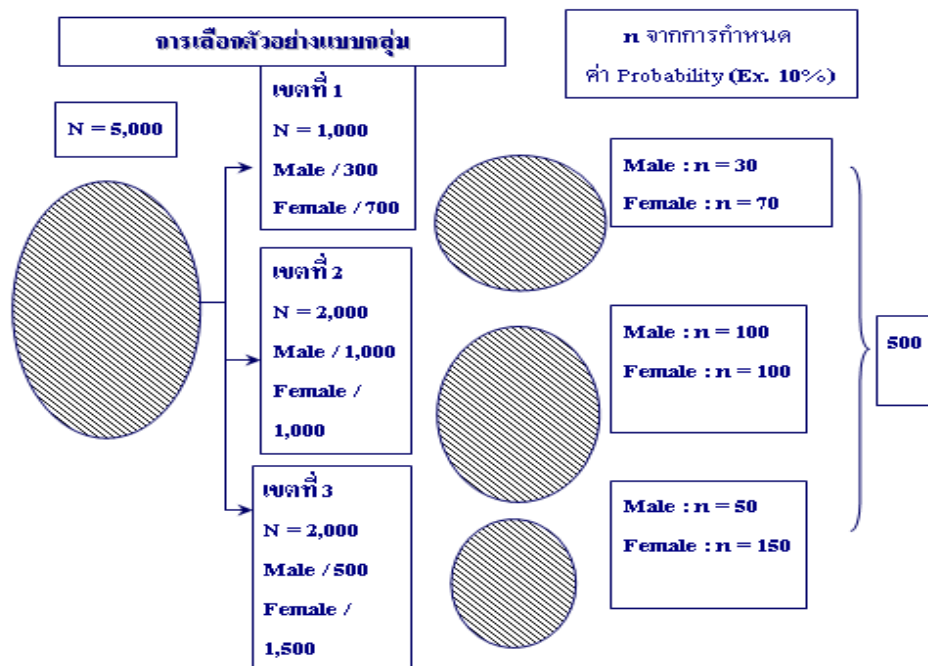 การเลือกตัวอย่างแบบกลุ่ม
n จากการกำหนด
ค่า Probability (Ex. 10%)
N = 5,000
เขตที่ 1
N = 1,000
Male / 300
Female / 700
Male : n = 30
Female : n = 70
เขตที่ 2
N = 2,000
Male / 1,000
Female /
1,000
Male : n = 100
Female : n = 100
500
เขตที่ 3
N = 2,000
Male / 500
Female /
1,500
Male : n = 50
Female : n = 150